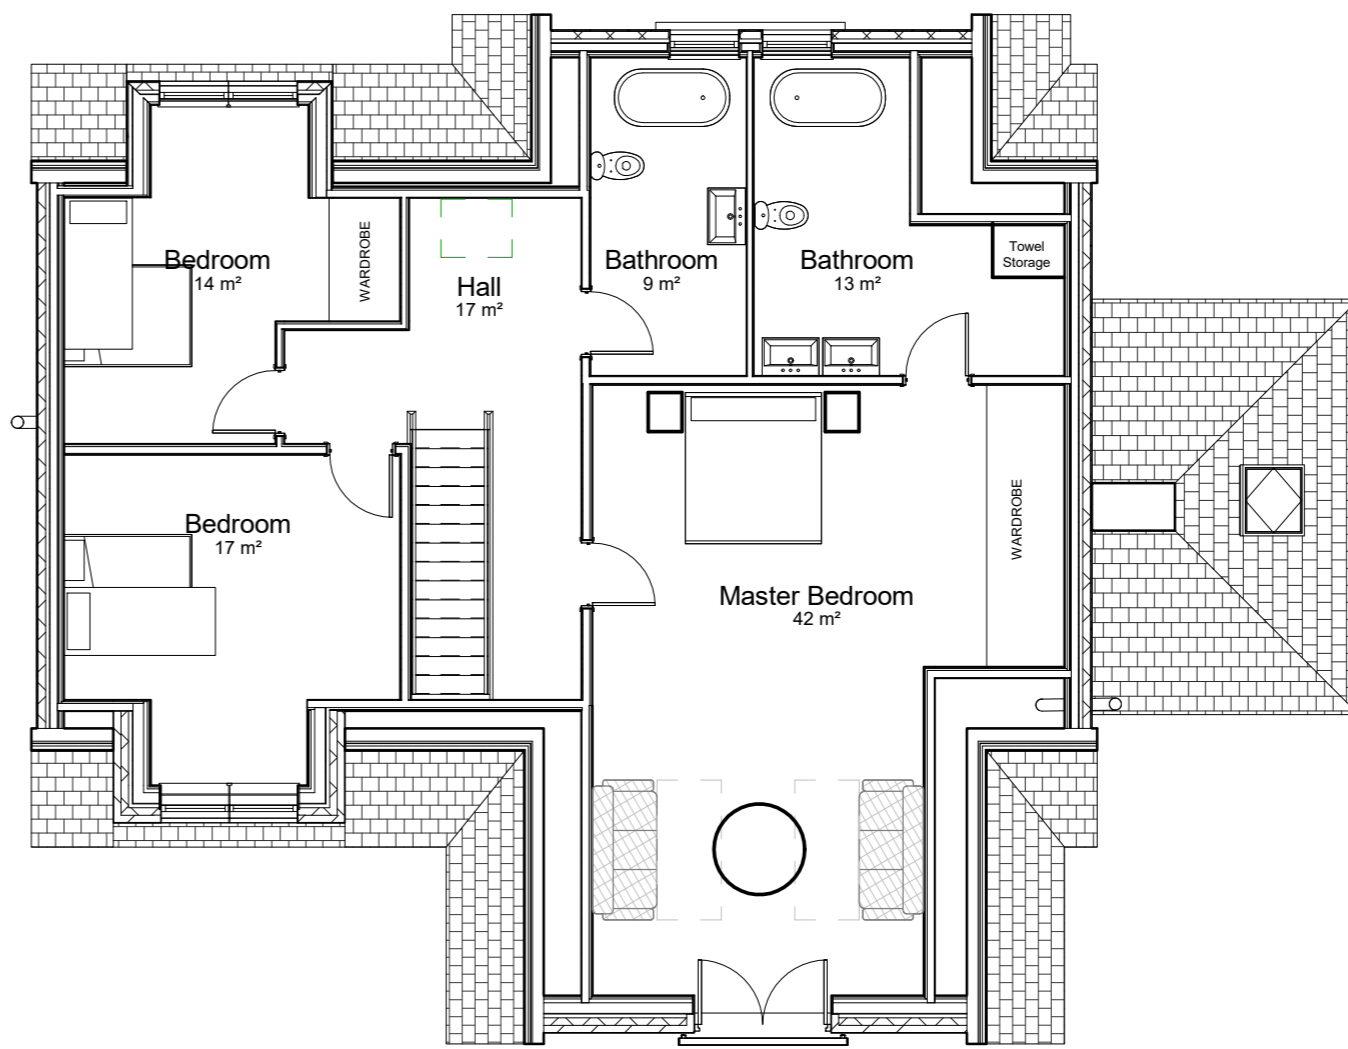 Bedroom
14 m²
WARDROBE
Hall
17 m²
Bathroom
9 m²
Bathroom
13 m²
Towel
Storage
Bedroom
17 m²
Master Bedroom
42 m²
WARDROBE